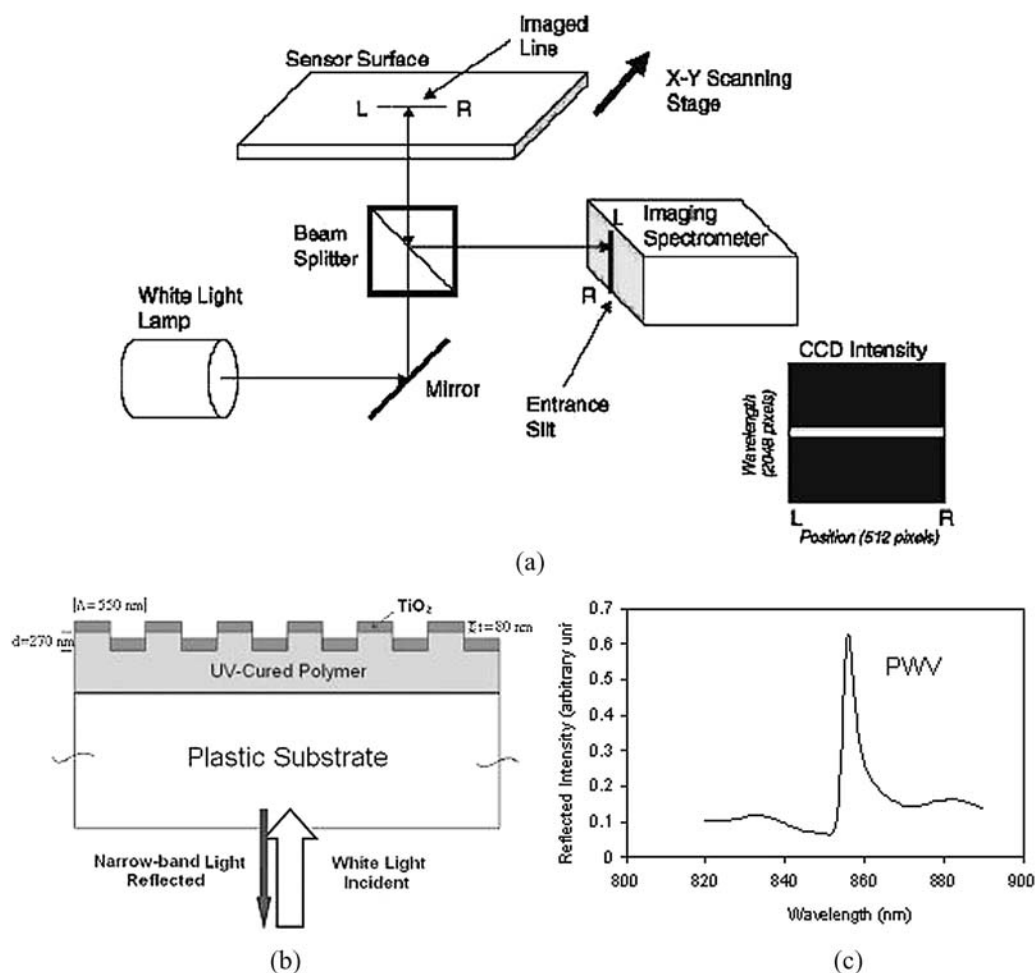 Imaged
Line
Sensor Surface
X-Y Scanning
Stage
L R
L
Imaging
Spectrometer
Beam
Splitter
R
White Light
Lamp
CCD Intensity
Mirror
Entrance
Slit
Wavelength
(2048 pixels)
L R
Position (512 pixels)
(a)
Λ=550 nm
TiO2
t=80 nm
d=270 nm
UV-Cured Polymer
Plastic Substrate
Narrow-band Light
Reflected
White Light
Incident
(b)
Reflected Intensity (arbitrary uni
0.7
0.6
0.5
0.4
0.3
0.2
0.1
0
PWV
800 820 840 860 880 900
Wavelength (nm)
(c)